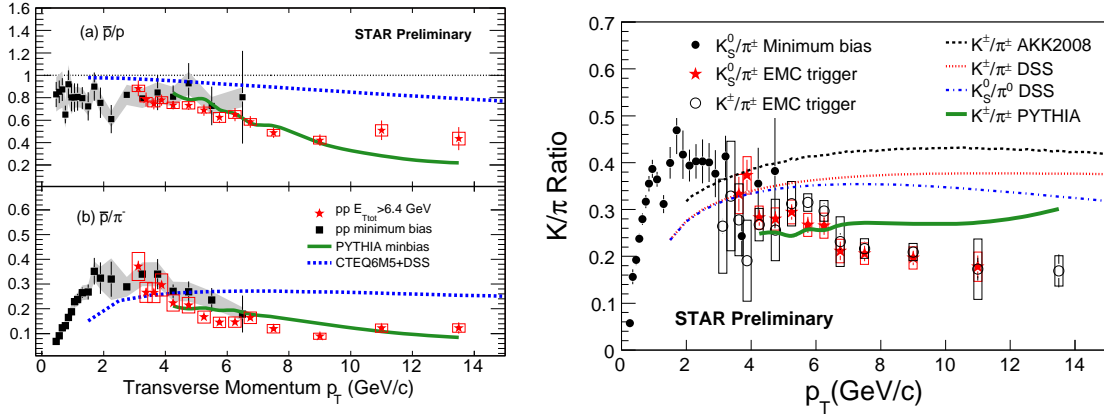 (a) p̅/p
STAR Preliminary
1.6
1.4
1.2
1
0.8
0.6
0.4
0.2
(b) p̅/π⁻
pp E_Ttot>6.4 GeV
pp minimum bias
PYTHIA minbias
CTEQ6M5+DSS
0.6
0.5
0.4
0.3
0.2
0.1
0 2 4 6 8 10 12 14
Transverse Momentum p_T (GeV/c)
K/π Ratio
0.7
0.6
0.5
0.4
0.3
0.2
0.1
0
K⁰_S/π± Minimum bias
K⁰_S/π± EMC trigger
K±/π± EMC trigger
K±/π± AKK2008
K±/π± DSS
K⁰_S/π⁰ DSS
K±/π± PYTHIA
STAR Preliminary
0 2 4 6 8 10 12 14
p_T(GeV/c)